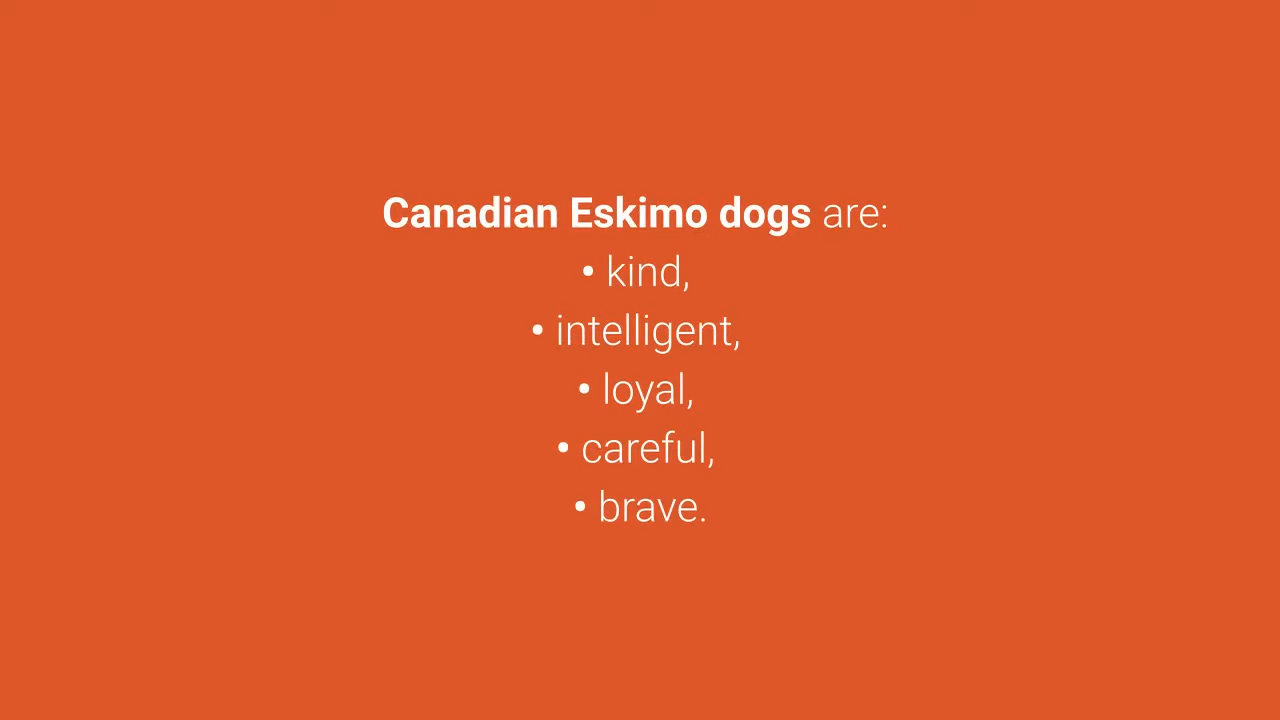 Canadian Eskimo dogs are:
• kind,
• intelligent,
• loyal,
• careful,
• brave.